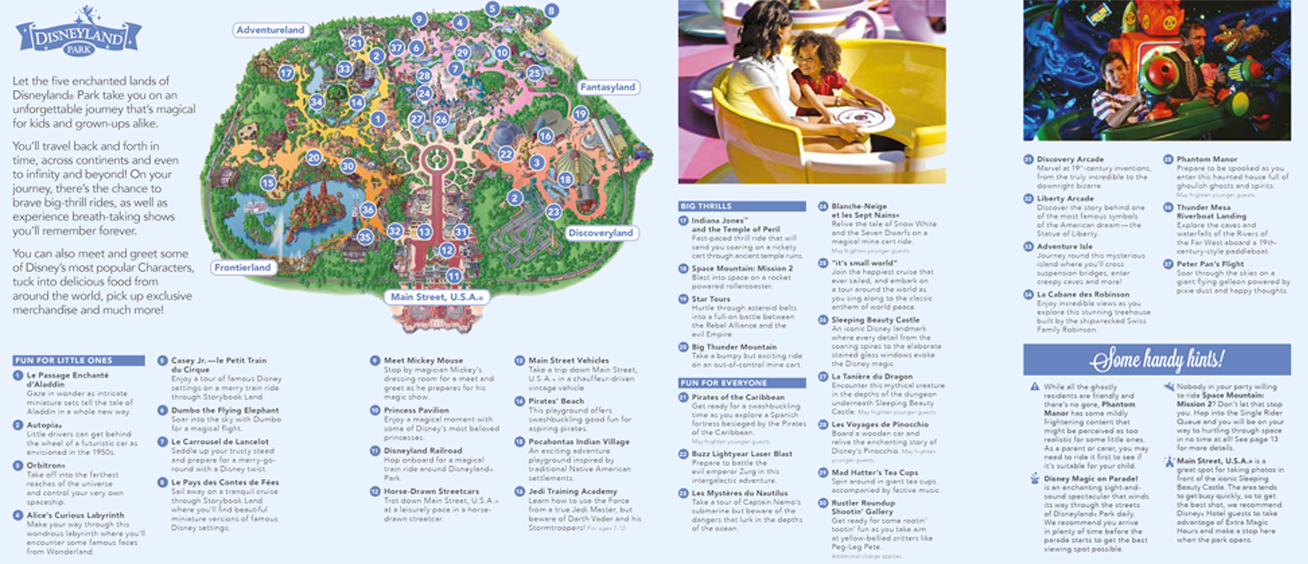 DISNEYLAND
PARK
Let the five enchanted lands of
Disneyland® Park take you on an
unforgettable journey that's magical
for kids and grown-ups alike.
You'll travel back and forth in
time, across continents and even
to infinity and beyond! On your
journey, there's the chance to
brave big-thrill rides, as well as
experience breath-taking shows
you'll remember forever.
You can also meet and greet some
of Disney's most popular Characters,
tuck into delicious food from
around the world, pick up exclusive
merchandise and much more!
Adventureland
Fantasyland
Discoveryland
Frontierland
Main Street, U.S.A.®
9
4
5
8
21
37
6
2
29
10
17
33
7
28
25
34
14
24
1
27
26
19
16
22
3
20
30
15
18
2
36
23
35
32
13
31
12
11
FUN FOR LITTLE ONES
1 Le Passage Enchanté
d'Aladdin
Gaze in wonder as intricate
miniature sets tell the tale of
Aladdin in a whole new way.
2 Autopia®
Little drivers can get behind
the wheel of a futuristic car as
envisioned in the 1950s.
3 Orbitron®
Take off into the farthest
reaches of the universe
and control your very own
spaceship.
4 Alice's Curious Labyrinth
Make your way through this
wondrous labyrinth where you'll
encounter some famous faces
from Wonderland.
5 Casey Jr.—le Petit Train
du Cirque
Enjoy a tour of famous Disney
settings on a merry train ride
through Storybook Land.
6 Dumbo the Flying Elephant
Soar into the sky with Dumbo
for a magical flight.
7 Le Carrousel de Lancelot
Saddle up your trusty steed
and prepare for a merry-go-
round with a Disney twist.
8 Le Pays des Contes de Fées
Sail away on a tranquil cruise
through Storybook Land
where you'll find beautiful
miniature versions of famous
Disney settings.
9 Meet Mickey Mouse
Stop by magician Mickey's
dressing room for a meet and
greet as he prepares for his
magic show.
10 Princess Pavilion
Enjoy a magical moment with
some of Disney's most beloved
princesses.
11 Disneyland Railroad
Hop onboard for a magical
train ride around Disneyland®
Park.
12 Horse-Drawn Streetcars
Trot down Main Street, U.S.A.®
at a leisurely pace in a horse-
drawn streetcar.
13 Main Street Vehicles
Take a trip down Main Street,
U.S.A.® in a chauffeur-driven
vintage vehicle
14 Pirates' Beach
This playground offers
swashbuckling good fun for
aspiring pirates.
15 Pocahontas Indian Village
An exciting adventure
playground inspired by
traditional Native American
settlements.
16 Jedi Training Academy
Learn how to use the Force
from a true Jedi Master, but
beware of Darth Vader and his
Stormtroopers! For ages 7-12
BIG THRILLS
17 Indiana Jones™
and the Temple of Peril
Fast-paced thrill ride that will
send you soaring on a rickety
cart through ancient temple runs.
18 Space Mountain: Mission 2
Blast into space on a rocket
powered rollercoaster.
19 Star Tours
Hurtle through asteroid belts
into a full-on battle between
the Rebel Alliance and the
evil Empire.
20 Big Thunder Mountain
Take a bumpy but exciting ride
on an out-of-control mine cart.
FUN FOR EVERYONE
21 Pirates of the Caribbean
Get ready for a swashbuckling
time as you explore a Spanish
fortress besieged by the Pirates
of the Caribbean.
May frighten younger guests.
22 Buzz Lightyear Laser Blast
Prepare to battle the
evil emperor Zurg in this
intergalactic adventure.
23 Les Mystères du Nautilus
Take a tour of Captain Nemo's
submarine but beware of the
dangers that lurk in the depths
of the ocean.
24 Blanche-Neige
et les Sept Nains®
Relive the tale of Snow White
and the Seven Dwarfs on a
magical mine cart ride.
May frighten younger guests.
25 "it's small world"
Join the happiest cruise that
ever sailed, and embark on
a tour around the world as
you sing along to the classic
anthem of world peace.
26 Sleeping Beauty Castle
An iconic Disney landmark
where every detail from the
soaring spires to the elaborate
stained glass windows evoke
the Disney magic.
27 La Tanière du Dragon
Encounter this mythical creature
in the depths of the dungeon
underneath Sleeping Beauty
Castle. May frighten younger guests.
28 Les Voyages de Pinocchio
Board a wooden car and
relive the enchanting story of
Disney's Pinocchio.
May frighten younger guests.
29 Mad Hatter's Tea Cups
Spin around in giant tea cups
accompanied by festive music.
30 Rustler Roundup
Shootin' Gallery
Get ready for some rootin'
tootin' fun as you take aim
at yellow-bellied critters like
Peg-Leg Pete.
Additional charge applies.
31 Discovery Arcade
Marvel at 19th-century inventions,
from the truly incredible to the
downright bizarre.
32 Liberty Arcade
Discover the story behind one
of the most famous symbols
of the American dream—the
Statue of Liberty.
33 Adventure Isle
Journey round this mysterious
island where you'll cross
suspension bridges, enter
creepy caves and more!
34 La Cabane des Robinson
Enjoy incredible views as you
explore this stunning treehouse
built by the shipwrecked Swiss
Family Robinson.
35 Phantom Manor
Prepare to be spooked as you
enter this haunted house full of
ghoulish ghosts and spirits.
May frighten younger guests.
36 Thunder Mesa
Riverboat Landing
Explore the caves and
waterfalls of the Rivers of
the Far West aboard a 19th-
century-style paddleboat.
37 Peter Pan's Flight
Soar through the skies on a
giant flying galleon powered by
pixie dust and happy thoughts.
Some handy hints!
While all the ghostly
residents are friendly and
there's no gore, Phantom
Manor has some mildly
frightening content that
might be perceived as too
realistic for some little ones.
As a parent or carer, you may
need to ride it first to see if
it's suitable for your child.
Disney Magic on Parade!
is an enchanting sight-and-
sound spectacular that winds
its way through the streets
of Disneyland Park daily.
We recommend you arrive
in plenty of time before the
parade starts to get the best
viewing spot possible.
Nobody in your party willing
to ride Space Mountain:
Mission 2? Don't let that stop
you. Hop into the Single Rider
Queue and you will be on your
way to hurtling through space
in no time at all! See page 13
for more details.
Main Street, U.S.A.® is a
great spot for taking photos in
front of the iconic Sleeping
Beauty Castle. The area tends
to get busy quickly, so to get
the best shot, we recommend
Disney® Hotel guests to take
advantage of Extra Magic
Hours and make a stop here
when the park opens.